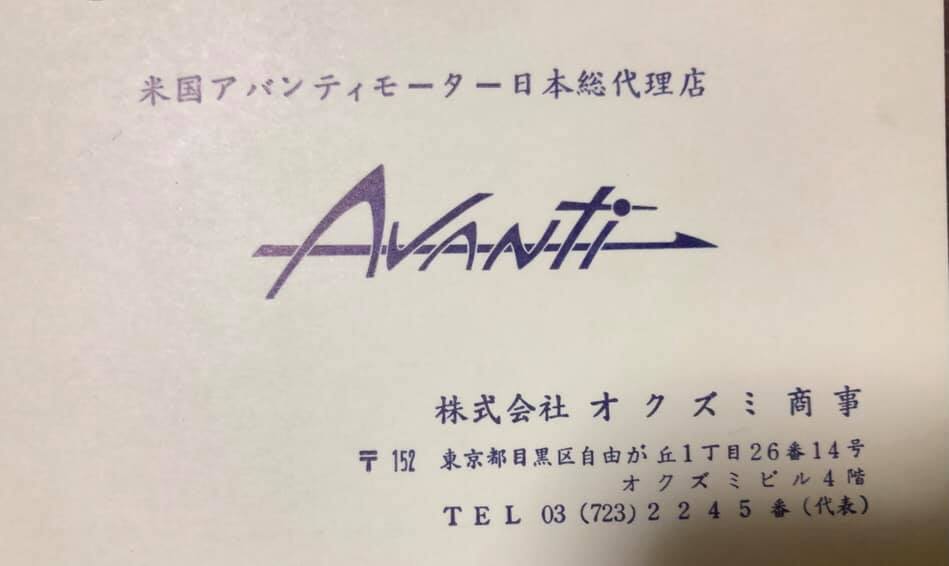 米国アバンティモーター日本総代理店
AVANTI
株式会社 オクズミ商事
〒152 東京都目黒区自由が丘1丁目26番14号
オクズミビル4階
TEL 03 (723) 2245番 (代表)